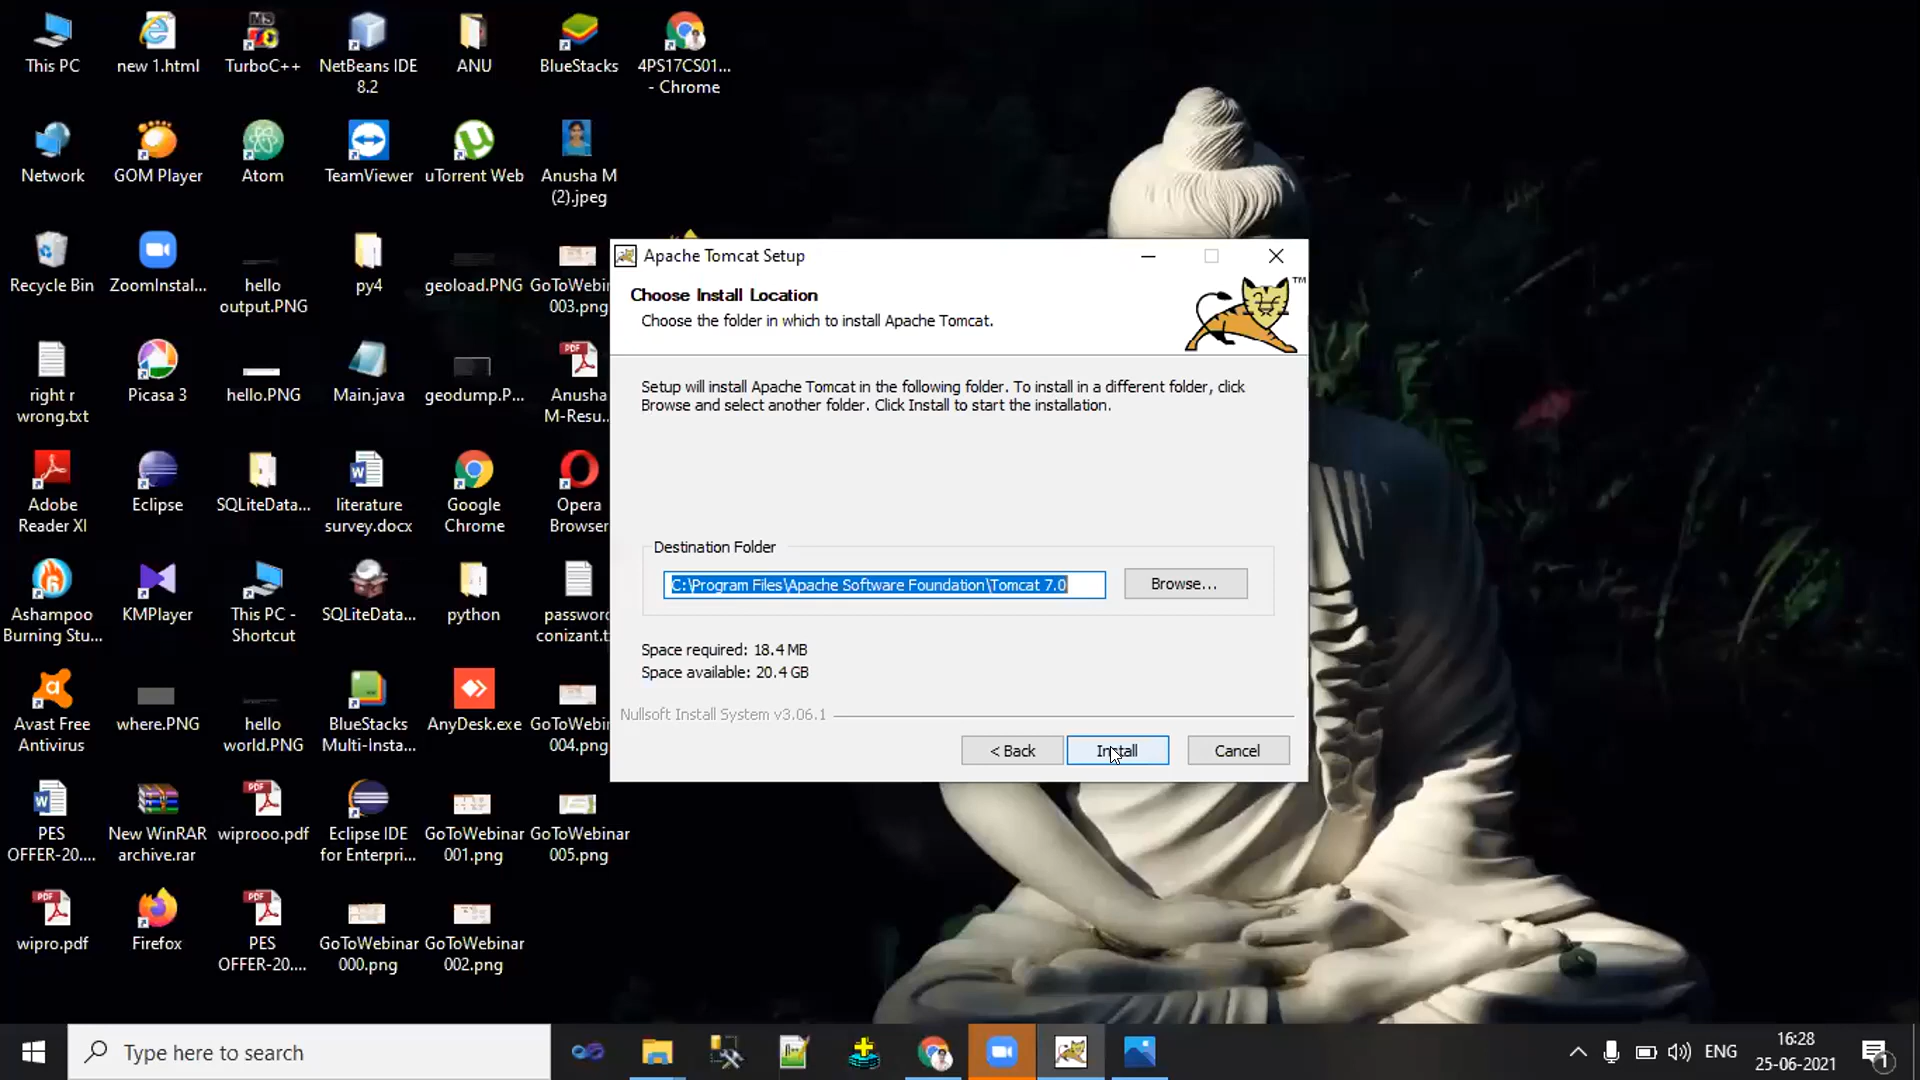 This PC
new 1.html
TurboC++
NetBeans IDE
8.2
ANU
BlueStacks
4PS17CS01...
- Chrome
Network
GOM Player
Atom
TeamViewer
uTorrent Web
Anusha M
(2).jpeg
Recycle Bin
ZoomInstal...
hello
output.PNG
py4
geoload.PNG
GoToWebi
003.png
right r
wrong.txt
Picasa 3
hello.PNG
Main.java
geodump.P...
Anusha
M-Resu..
Adobe
Reader XI
Eclipse
SQLiteData...
literature
survey.docx
Google
Chrome
Opera
Browser
Ashampoo
Burning Stu...
KMPlayer
This PC -
Shortcut
SQLiteData...
python
password
conizant.t
Avast Free
Antivirus
where.PNG
hello
world.PNG
BlueStacks
Multi-Insta...
AnyDesk.exe
GoToWebi
004.png
PES
OFFER-20....
New WinRAR
archive.rar
wiprooo.pdf
Eclipse IDE
for Enterpri...
GoToWebinar
001.png
GoToWebinar
005.png
wipro.pdf
Firefox
PES
OFFER-20....
GoToWebinar
000.png
GoToWebinar
002.png
Apache Tomcat Setup
Choose Install Location
Choose the folder in which to install Apache Tomcat.
TM
Setup will install Apache Tomcat in the following folder. To install in a different folder, click
Browse and select another folder. Click Install to start the installation.
Destination Folder
C:\Program Files\Apache Software Foundation\Tomcat 7.0
Browse...
Space required: 18.4 MB
Space available: 20.4 GB
Nullsoft Install System v3.06.1
< Back
Install
Cancel
Type here to search
ENG
16:28
25-06-2021
1